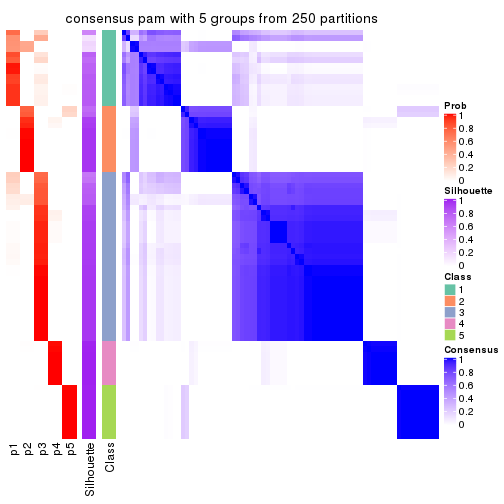 consensus pam with 5 groups from 250 partitions
Prob
1
0.8
0.6
0.4
0.2
0
Silhouette
1
0.8
0.6
0.4
0.2
0
Class
1
2
3
4
5
Consensus
1
0.8
0.6
0.4
0.2
0
p1
p2
p3
p4
p5
Silhouette
Class